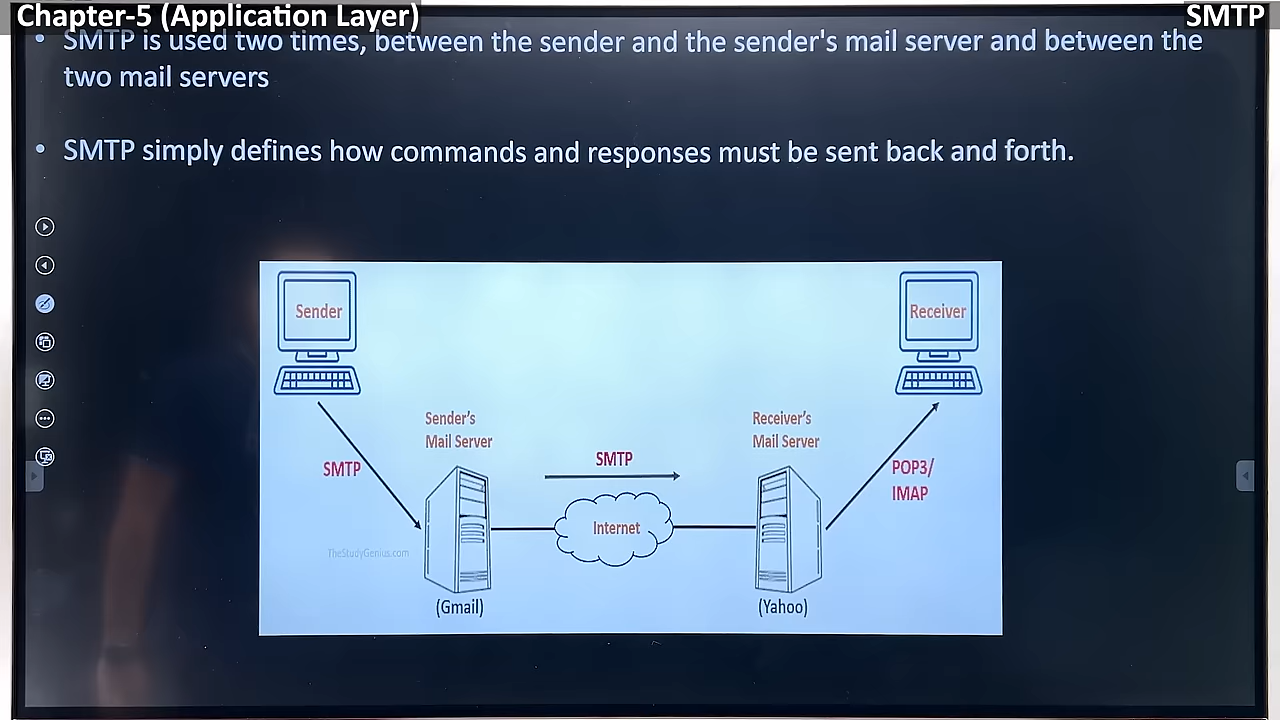 Chapter-5 (Application Layer)
SMTP
• SMTP is used two times, between the sender and the sender's mail server and between the
two mail servers
• SMTP simply defines how commands and responses must be sent back and forth.
Sender
Receiver
Sender's
Mail Server
Receiver's
Mail Server
SMTP
SMTP
POP3/
IMAP
Internet
TheStudyGenius.com
(Gmail)
(Yahoo)